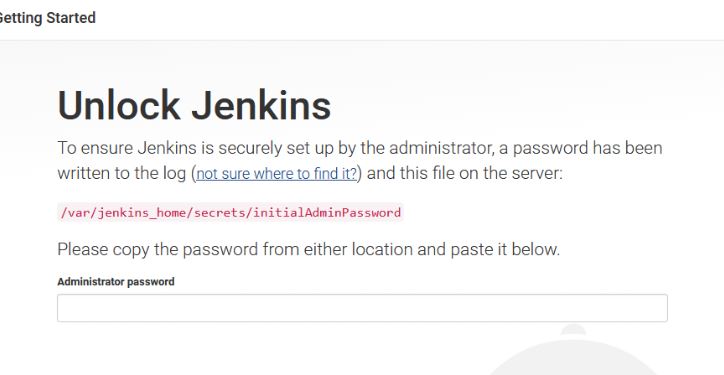 Getting Started
Unlock Jenkins
To ensure Jenkins is securely set up by the administrator, a password has been
written to the log (not sure where to find it?) and this file on the server:
/var/jenkins_home/secrets/initialAdminPassword
Please copy the password from either location and paste it below.
Administrator password